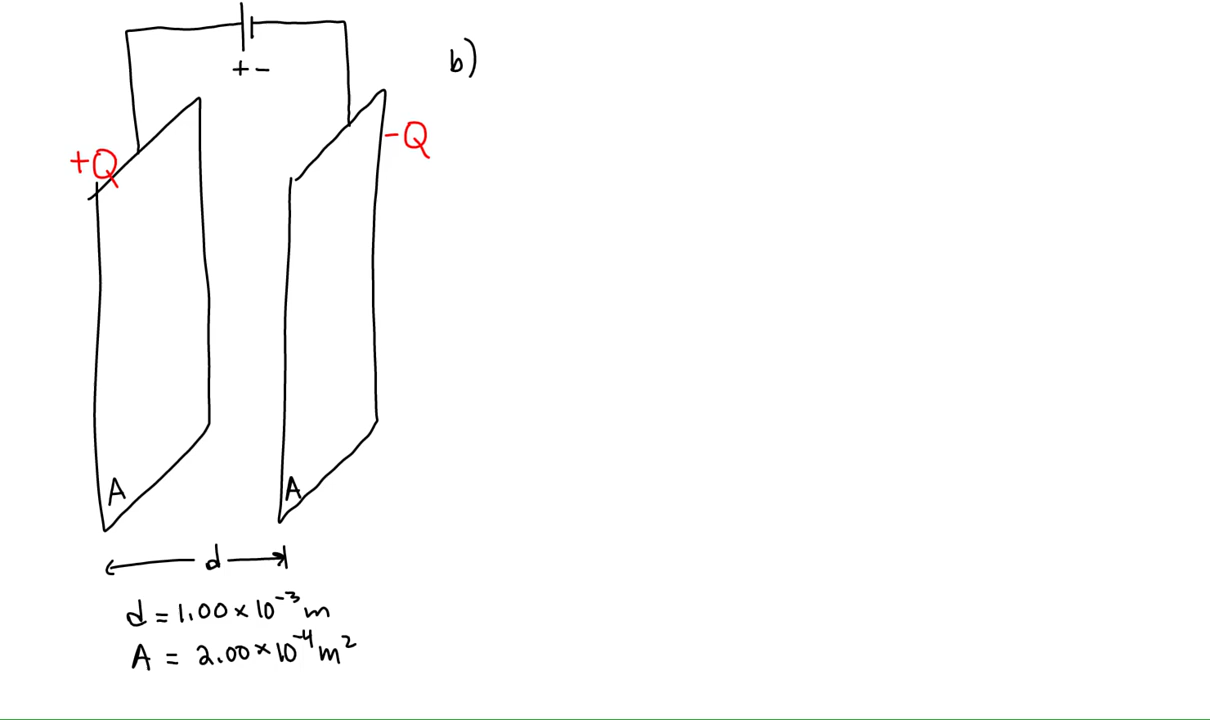 + -
b)
+Q
-Q
A
A
d
d = 1.00 × 10⁻³ m
A = 2.00 × 10⁻⁴ m²